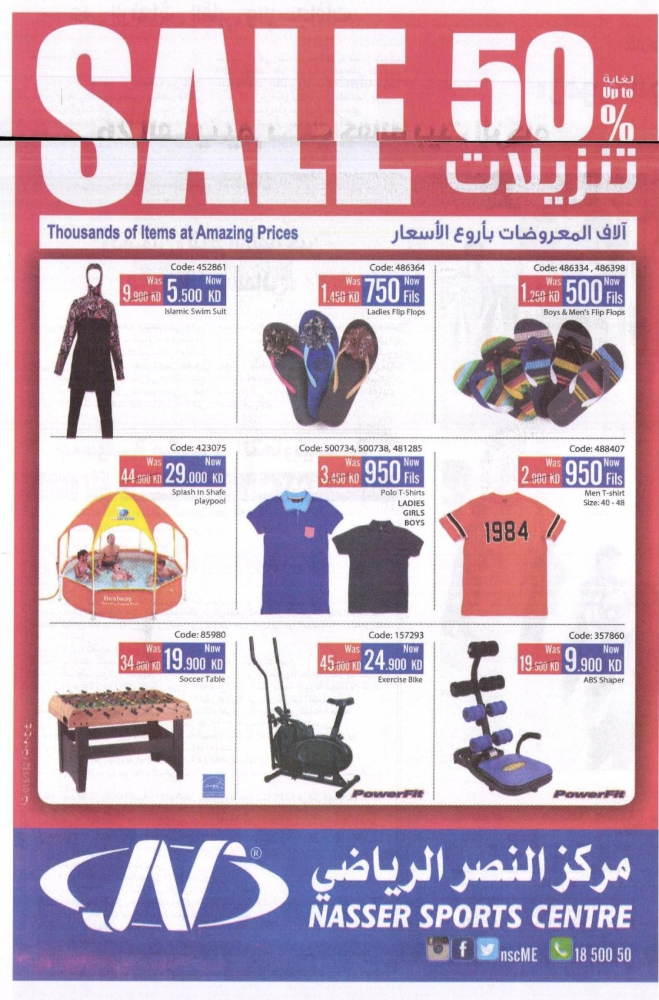 SALE 50
لغاية
Up to
%
تنزيلات
Thousands of Items at Amazing Prices
آلاف المعروضات بأروع الأسعار
Code: 452861
Was 9.900 KD Now 5.500 KD
Islamic Swim Suit
Code: 486364
Was 1.450 KD 750 Now Fils
Ladies Flip Flops
Code: 486334 , 486398
Was 1.250 KD 500 Now Fils
Boys & Men's Flip Flops
Code: 423075
Was 44.900 KD Now 29.000 KD
Splash in Shafe
playpool
Bestway
Code: 500734, 500738, 481285
Was 3.450 KD 950 Now Fils
Polo T-Shirts
LADIES
GIRLS
BOYS
Code: 488407
Was 2.900 KD 950 Now Fils
Men T-shirt
Size: 40 - 48
1984
Code: 85980
Was 34.000 KD Now 19.900 KD
Soccer Table
Code: 157293
Was 45.000 KD Now 24.900 KD
Exercise Bike
PowerFit
Code: 357860
Was 19.500 KD Now 9.900 KD
ABS Shaper
PowerFit
N ®
مركز النصر الرياضي
NASSER SPORTS CENTRE
nscME 18 500 50